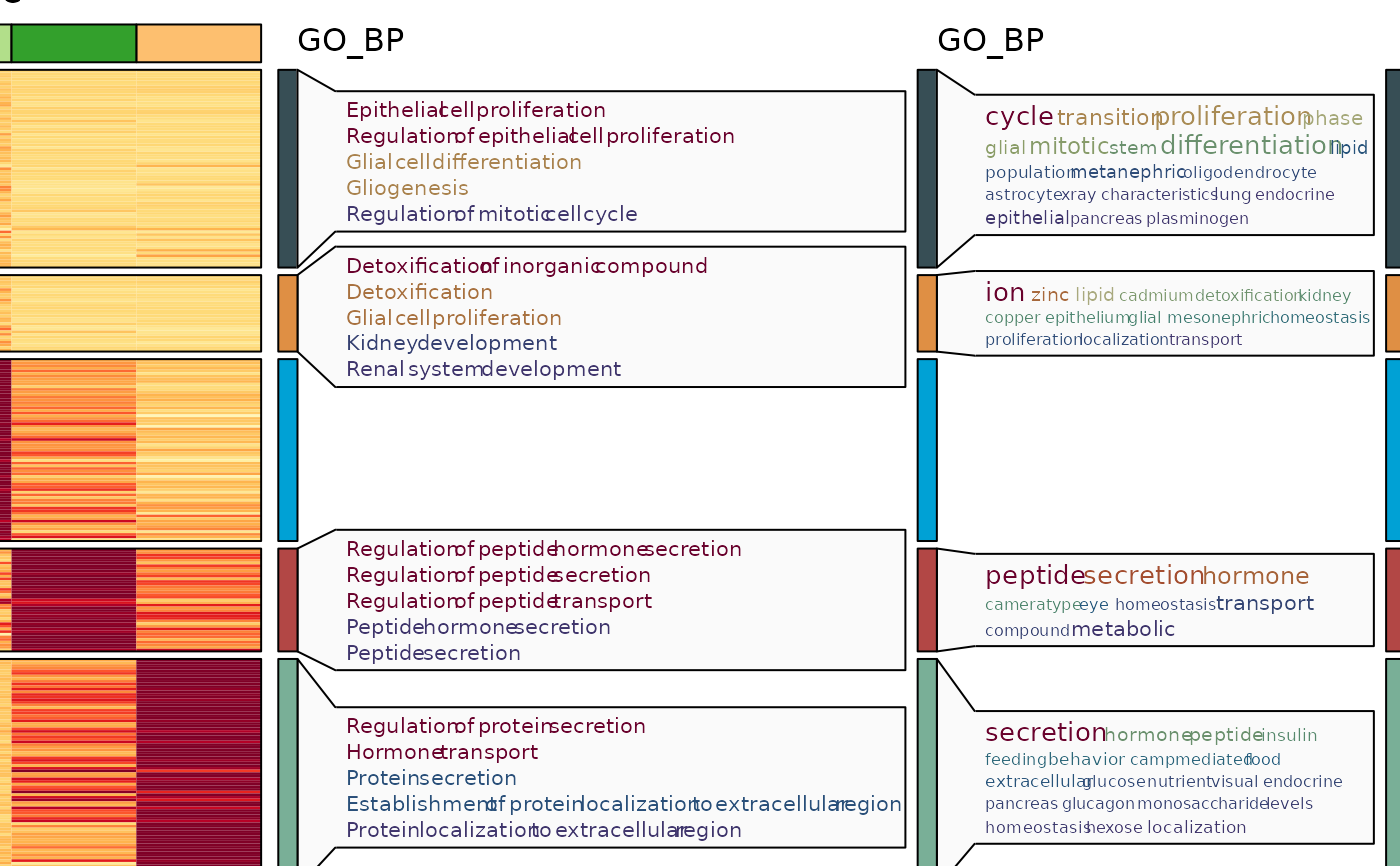 GO_BP
Epithelial cell proliferation
Regulation of epithelial cell proliferation
Glial cell differentiation
Gliogenesis
Regulation of mitotic cell cycle
Detoxification of inorganic compound
Detoxification
Glial cell proliferation
Kidney development
Renal system development
Regulation of peptide hormone secretion
Regulation of peptide secretion
Regulation of peptide transport
Peptide hormone secretion
Peptide secretion
Regulation of protein secretion
Hormone transport
Protein secretion
Establishment of protein localization to extracellular region
Protein localization to extracellular region
GO_BP
cycle transition proliferation phase
glial mitotic stem differentiation lipid
population metanephric oligodendrocyte
astrocyte xray characteristics lung endocrine
epithelial pancreas plasminogen
ion zinc lipid cadmium detoxification kidney
copper epithelium glial mesonephric homeostasis
proliferation localization transport
peptide secretion hormone
cameratype eye homeostasis transport
compound metabolic
secretion hormone peptide insulin
feeding behavior campmediated food
extracellular glucose nutrient visual endocrine
pancreas glucagon monosaccharide levels
homeostasis hexose localization